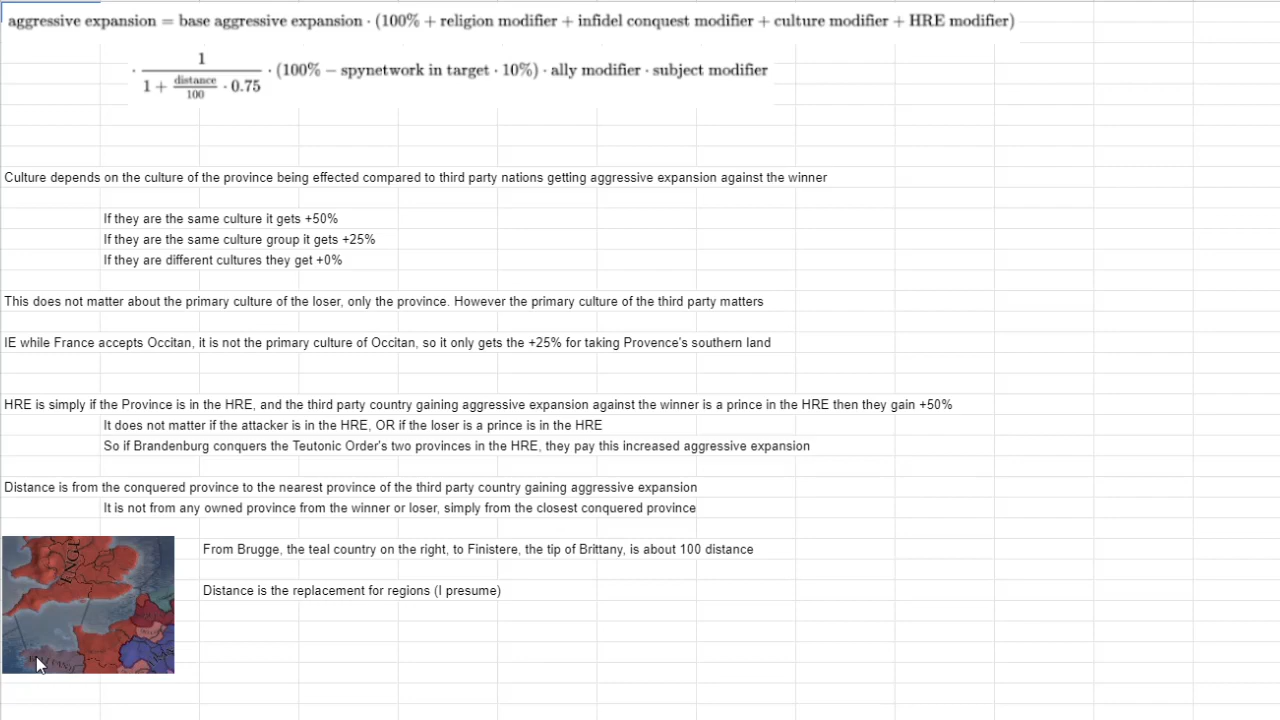 aggressive expansion = base aggressive expansion · (100% + religion modifier + infidel conquest modifier + culture modifier + HRE modifier)
· 1 / (1 + distance/100 · 0.75) · (100% − spynetwork in target · 10%) · ally modifier · subject modifier
Culture depends on the culture of the province being effected compared to third party nations getting aggressive expansion against the winner
If they are the same culture it gets +50%
If they are the same culture group it gets +25%
If they are different cultures they get +0%
This does not matter about the primary culture of the loser, only the province. However the primary culture of the third party matters
IE while France accepts Occitan, it is not the primary culture of Occitan, so it only gets the +25% for taking Provence's southern land
HRE is simply if the Province is in the HRE, and the third party country gaining aggressive expansion against the winner is a prince in the HRE then they gain +50%
It does not matter if the attacker is in the HRE, OR if the loser is a prince in the HRE
So if Brandenburg conquers the Teutonic Order's two provinces in the HRE, they pay this increased aggressive expansion
Distance is from the conquered province to the nearest province of the third party country gaining aggressive expansion
It is not from any owned province from the winner or loser, simply from the closest conquered province
From Brugge, the teal country on the right, to Finistere, the tip of Brittany, is about 100 distance
Distance is the replacement for regions (I presume)